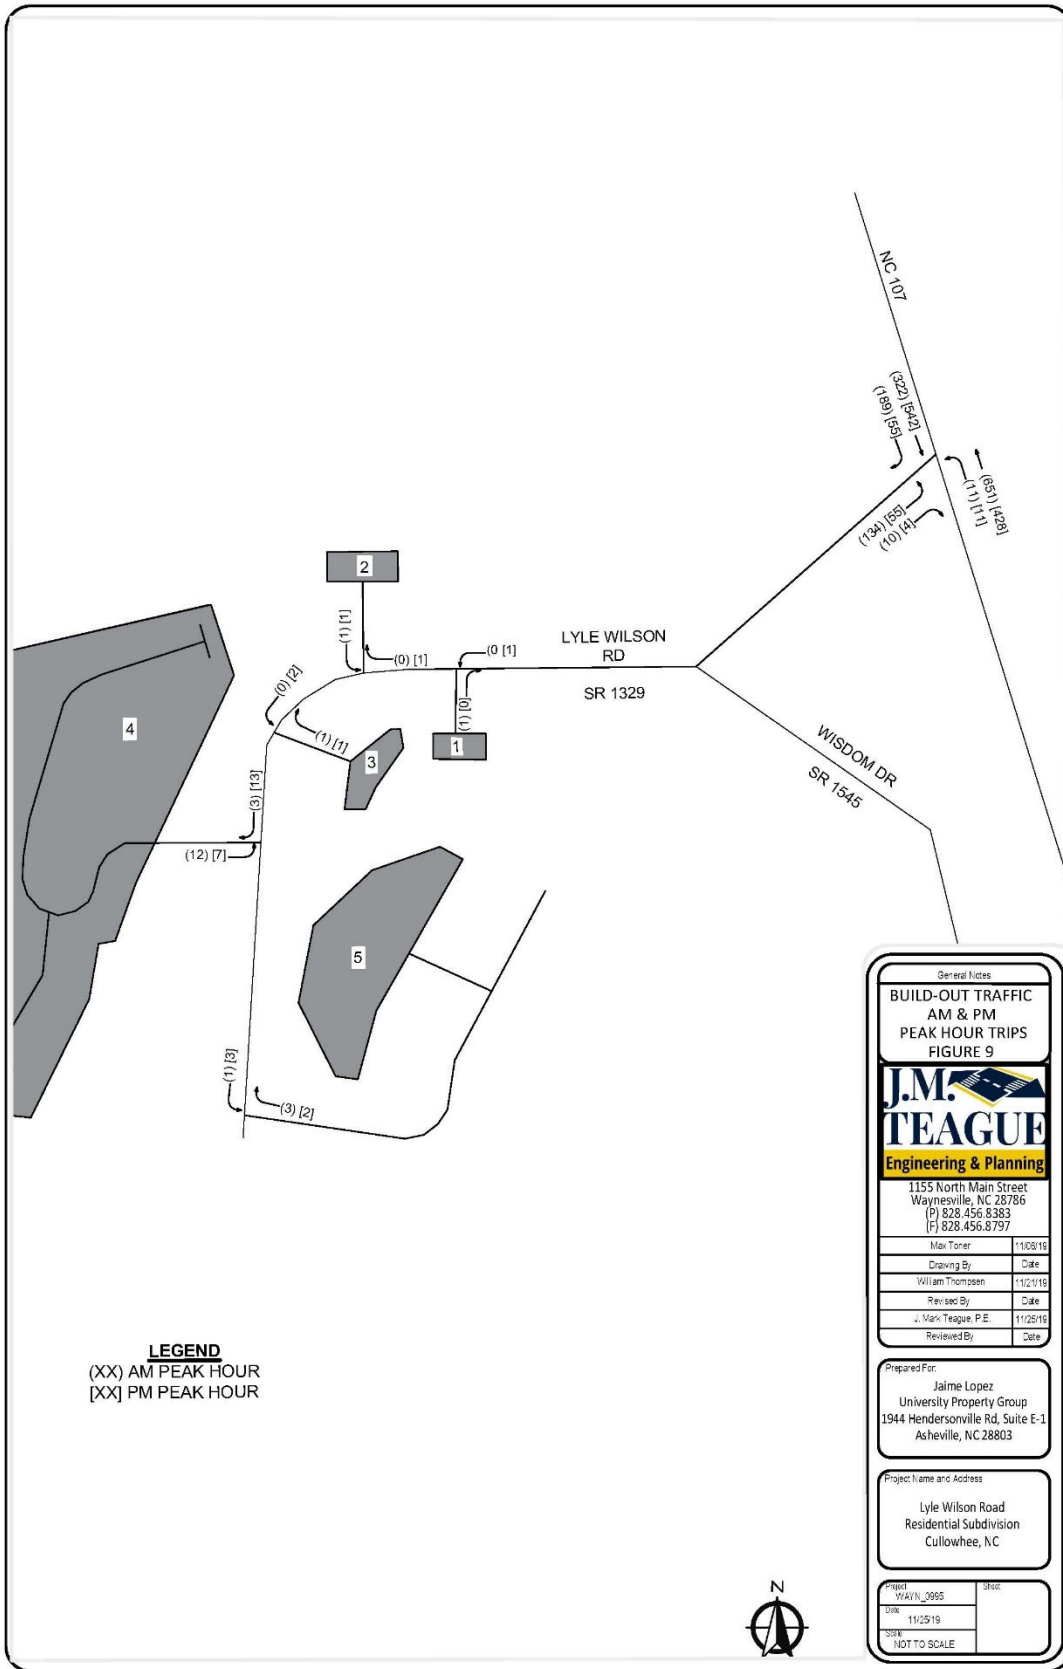 NC 107
(322) [542]
(189) [55]
(651) [428]
(11) [11]
(134) [55]
(10) [4]
2
(1) [1]
(0) [1]
(0 [1]
LYLE WILSON
RD
SR 1329
(1) [0]
1
(0) [2]
(1) [1]
3
4
WISDOM DR
SR 1545
(3) [13]
(12) [7]
5
(1) [3]
(3) [2]
LEGEND
(XX) AM PEAK HOUR
[XX] PM PEAK HOUR
N
General Notes
BUILD-OUT TRAFFIC
AM & PM
PEAK HOUR TRIPS
FIGURE 9
J.M.
TEAGUE
Engineering & Planning
1155 North Main Street
Waynesville, NC 28786
(P) 828.456.8383
(F) 828.456.8797
Max Toner 11/06/19
Drawing By Date
William Thompsen 11/21/19
Revised By Date
J. Mark Teague, P.E. 11/25/19
Reviewed By Date
Prepared For:
Jaime Lopez
University Property Group
1944 Hendersonville Rd, Suite E-1
Asheville, NC 28803
Project Name and Address
Lyle Wilson Road
Residential Subdivision
Cullowhee, NC
Project Sheet
WAYN_0995
Date
11/25/19
Scale
NOT TO SCALE